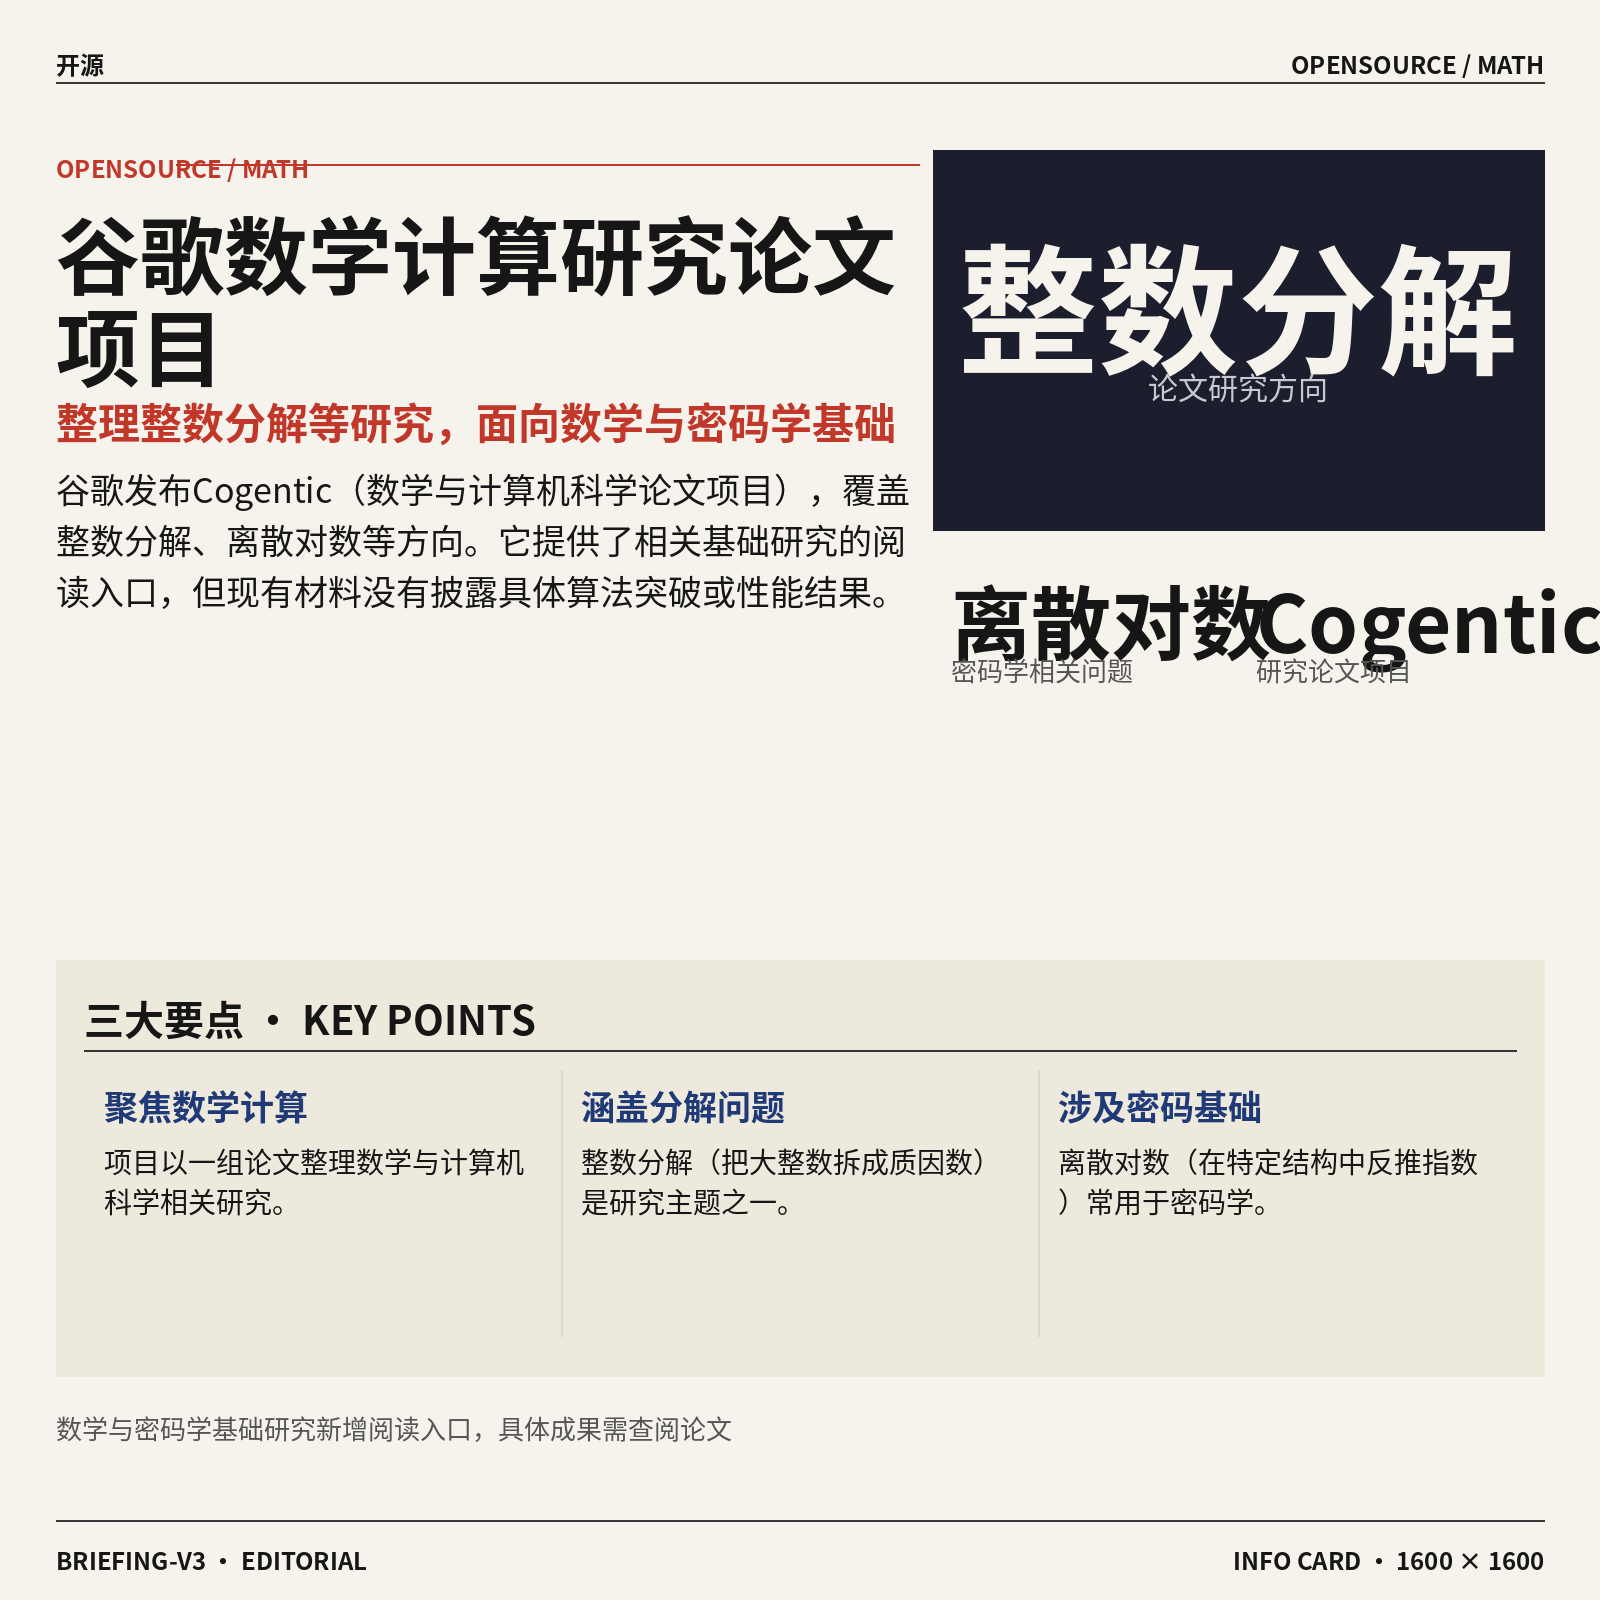 开源
OPENSOURCE / MATH
OPENSOURCE / MATH
谷歌数学计算研究论文
项目
整理整数分解等研究，面向数学与密码学基础
谷歌发布Cogentic（数学与计算机科学论文项目），覆盖
整数分解、离散对数等方向。它提供了相关基础研究的阅
读入口，但现有材料没有披露具体算法突破或性能结果。
整数分解
论文研究方向
离散对数
密码学相关问题
Cogentic
研究论文项目
三大要点 · KEY POINTS
聚焦数学计算
项目以一组论文整理数学与计算机
科学相关研究。
涵盖分解问题
整数分解（把大整数拆成质因数）
是研究主题之一。
涉及密码基础
离散对数（在特定结构中反推指数
）常用于密码学。
数学与密码学基础研究新增阅读入口，具体成果需查阅论文
BRIEFING-V3 · EDITORIAL
INFO CARD · 1600 × 1600